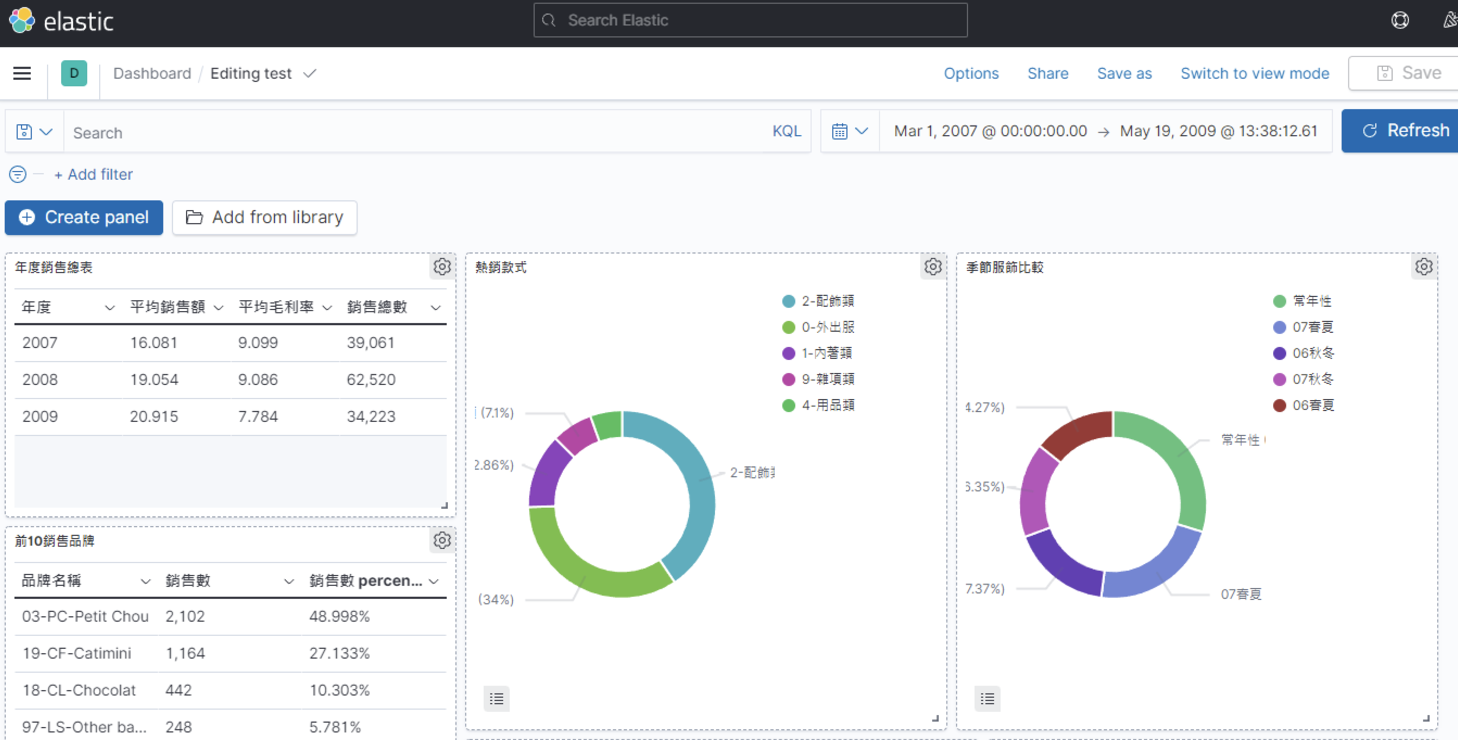 elastic
Search Elastic
D
Dashboard / Editing test
Options
Share
Save as
Switch to view mode
Save
Search
KQL
Mar 1, 2007 @ 00:00:00.00 → May 19, 2009 @ 13:38:12.61
Refresh
+ Add filter
Create panel
Add from library
年度銷售總表
年度 平均銷售額 平均毛利率 銷售總數
2007 16.081 9.099 39,061
2008 19.054 9.086 62,520
2009 20.915 7.784 34,223
前10銷售品牌
品牌名稱 銷售數 銷售數 percen...
03-PC-Petit Chou 2,102 48.998%
19-CF-Catimini 1,164 27.133%
18-CL-Chocolat 442 10.303%
97-LS-Other ba... 248 5.781%
熱銷款式
2-配飾類
0-外出服
1-內著類
9-雜項類
4-用品類
(7.1%)
2.86%)
2-配飾
(34%)
季節服飾比較
常年性
07春夏
06秋冬
07秋冬
06春夏
4.27%)
常年性 (
6.35%)
7.37%)
07春夏